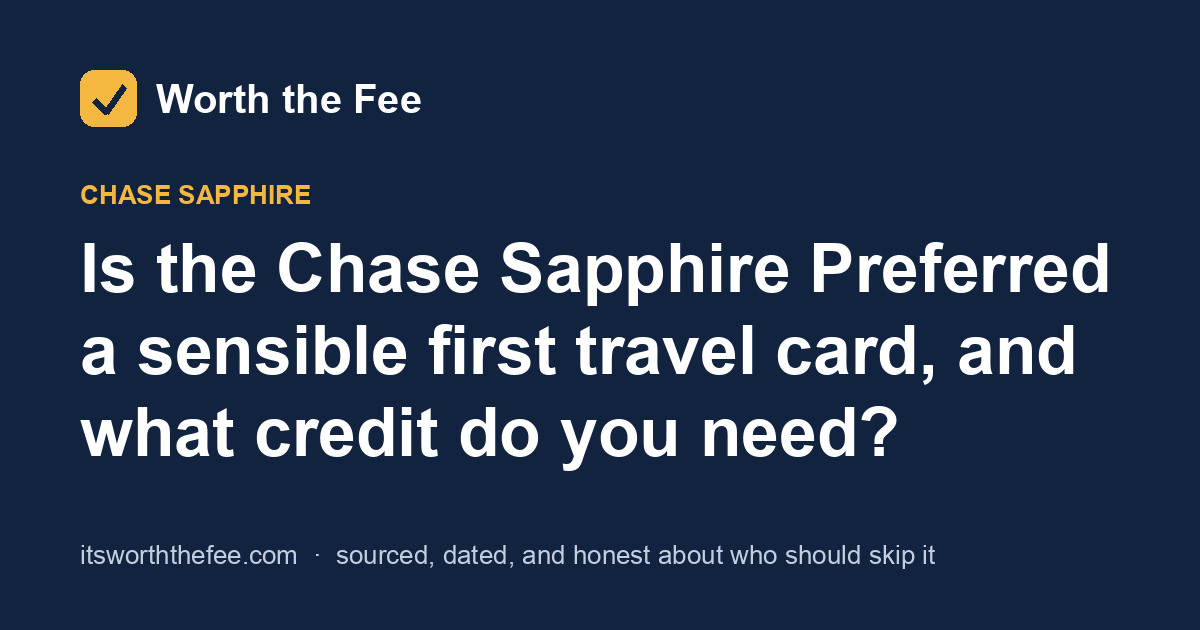 Worth the Fee
CHASE SAPPHIRE
Is the Chase Sapphire Preferred
a sensible first travel card, and
what credit do you need?
itsworththefee.com · sourced, dated, and honest about who should skip it